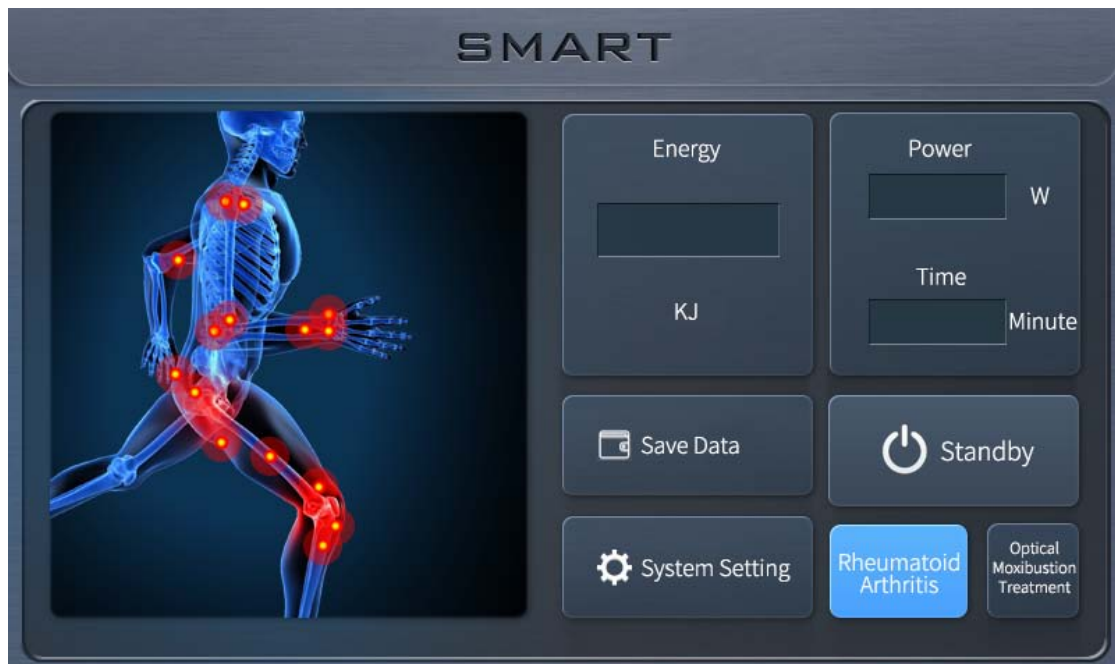 SMART
Energy
KJ
Power
W
Time
Minute
Save Data
Standby
System Setting
Rheumatoid
Arthritis
Optical
Moxibustion
Treatment